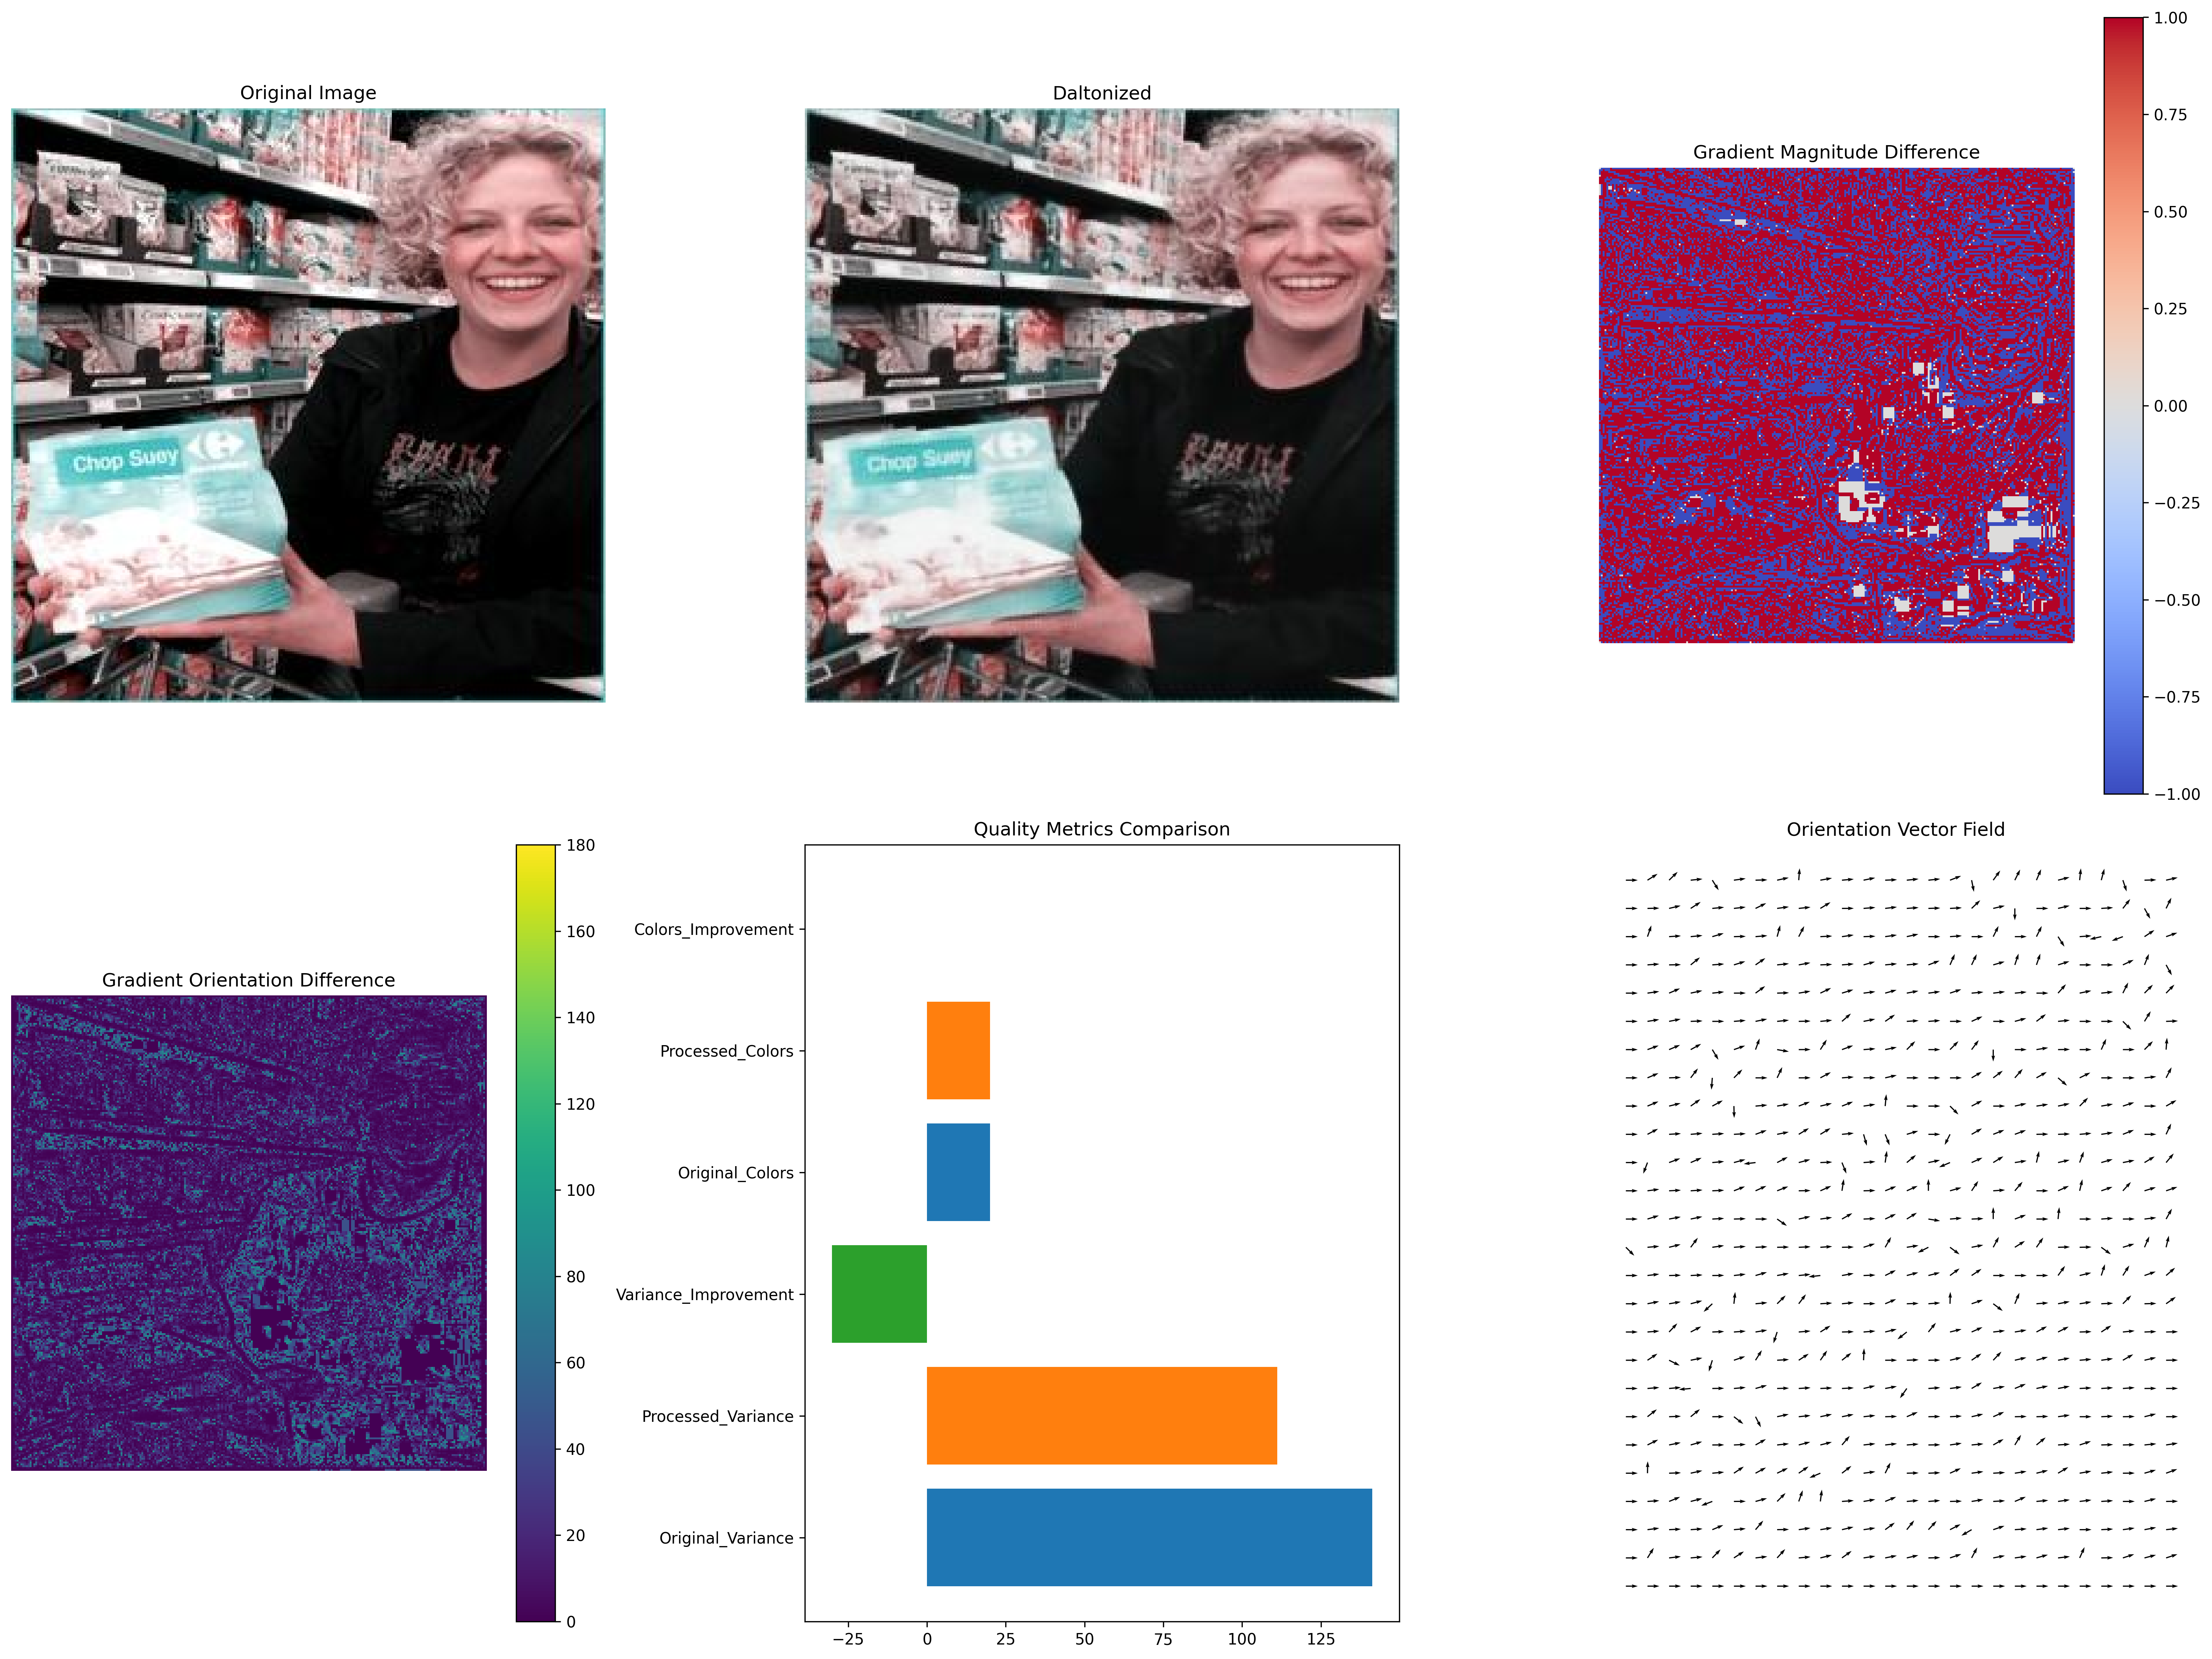 Original Image
Daltonized
Gradient Magnitude Difference
Chop Suey
Chop Suey
1.00
0.75
0.50
0.25
0.00
−0.25
−0.50
−0.75
−1.00
Gradient Orientation Difference
180
160
140
120
100
80
60
40
20
0
Quality Metrics Comparison
Colors_Improvement
Processed_Colors
Original_Colors
Variance_Improvement
Processed_Variance
Original_Variance
−25
0
25
50
75
100
125
Orientation Vector Field